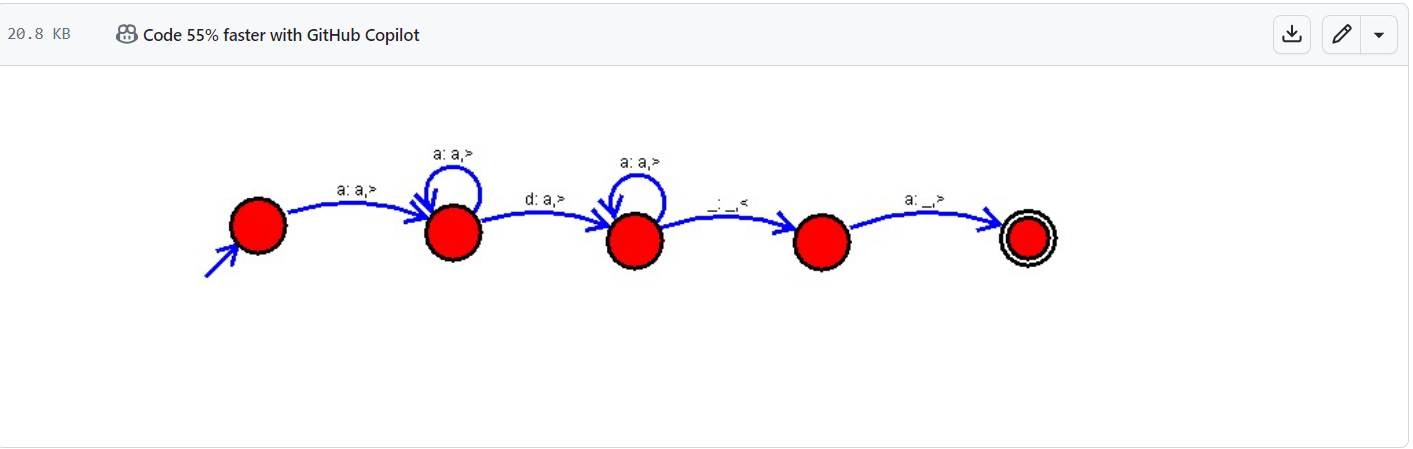 20.8 KB Code 55% faster with GitHub Copilot
a: a,>
a: a,>
a: a,>
d: a,>
_: _,<
a: _,>